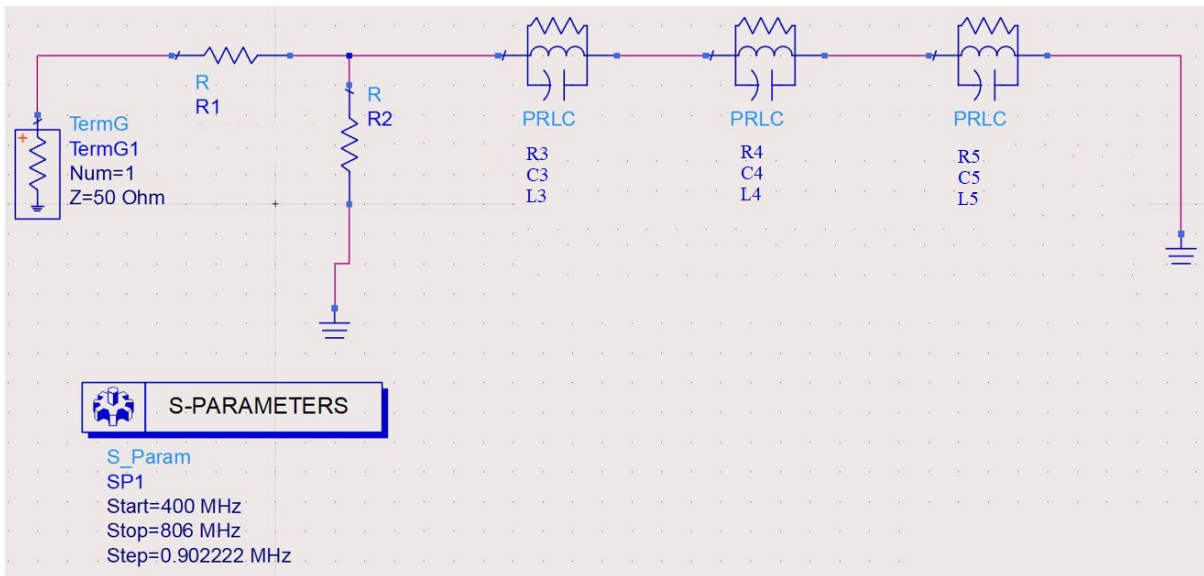 R
R1
R
R2
TermG
TermG1
Num=1
Z=50 Ohm
+
PRLC
R3
C3
L3
PRLC
R4
C4
L4
PRLC
R5
C5
L5
S-PARAMETERS
S_Param
SP1
Start=400 MHz
Stop=806 MHz
Step=0.902222 MHz